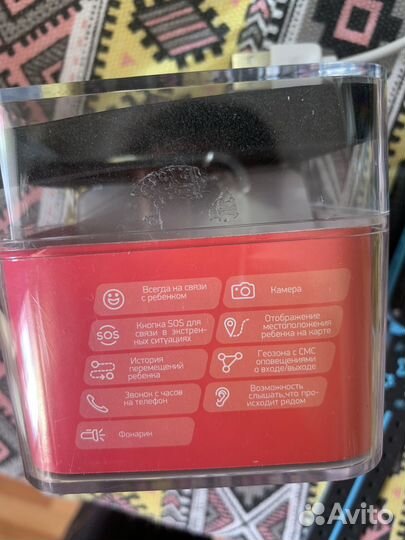 Всегда на связи
с ребенком
Камера
SOS
Кнопка SOS для
связи в экстрен-
ных ситуациях
Отображение
местоположения
ребенка на карте
История
перемещений
ребенка
Геозона с СМС
оповещениями
о входе/выходе
Звонок с часов
на телефон
Возможность
слышать,что про-
исходит рядом
Фонарик
Avito